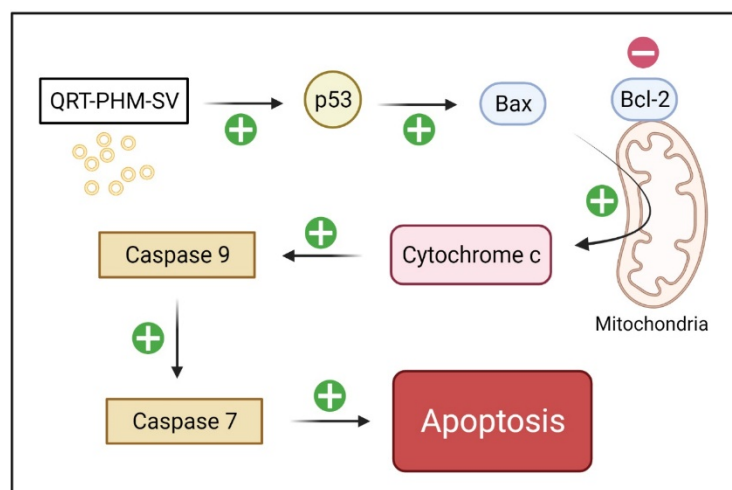 QRT-PHM-SV
p53
Bax
Bcl-2
Caspase 9
Cytochrome c
Mitochondria
Caspase 7
Apoptosis